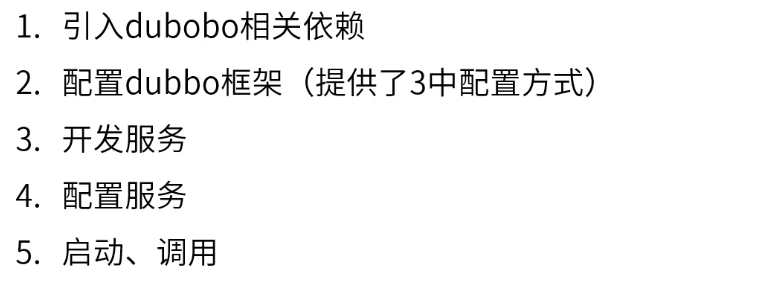 1. 引入dubobo相关依赖
2. 配置dubbo框架（提供了3中配置方式）
3. 开发服务
4. 配置服务
5. 启动、调用